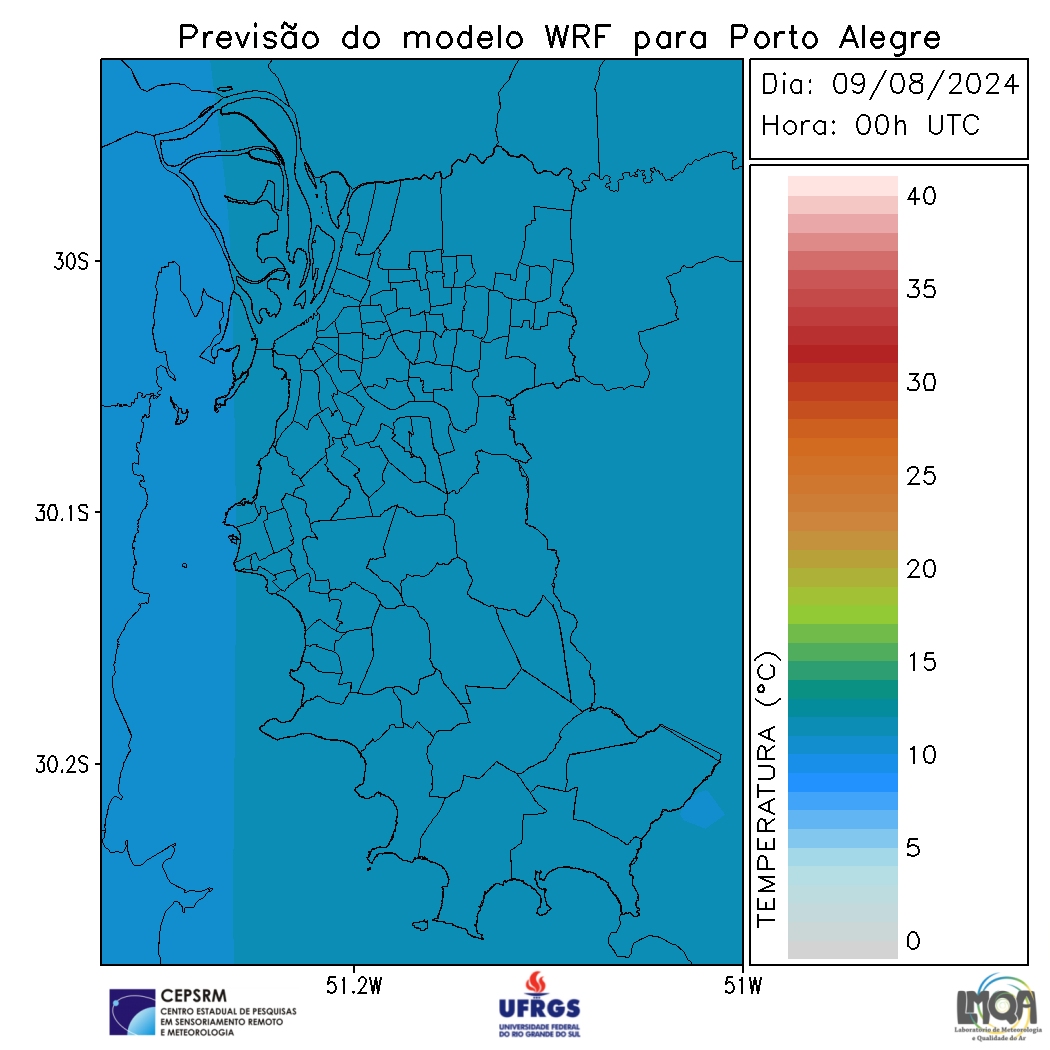 Previsão do modelo WRF para Porto Alegre
Dia: 09/08/2024
Hora: 00h UTC
40
35
30
25
20
15
10
5
0
TEMPERATURA (°C)
30S
30.1S
30.2S
51.2W
51W
CEPSRM
CENTRO ESTADUAL DE PESQUISAS
EM SENSORIAMENTO REMOTO
E METEOROLOGIA
UFRGS
UNIVERSIDADE FEDERAL
DO RIO GRANDE DO SUL
LMQA
Laboratório de Meteorologia
e Qualidade do Ar